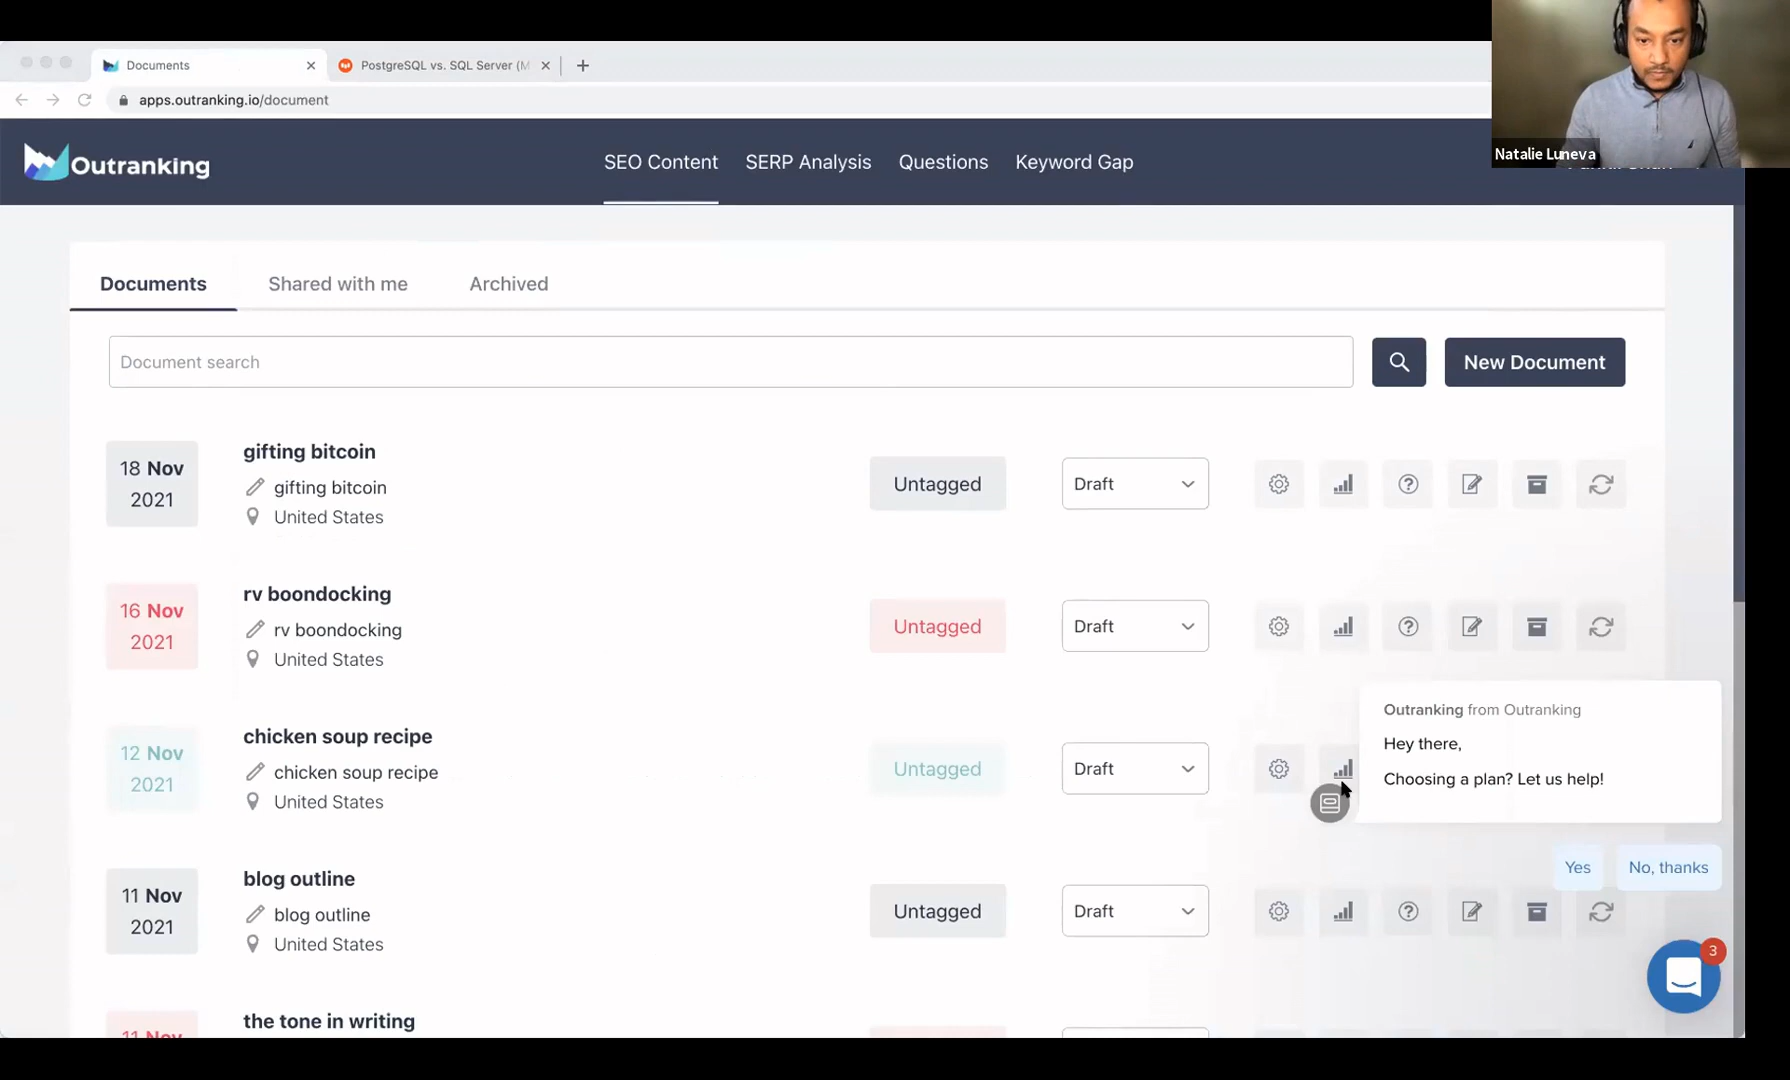 Documents
PostgreSQL vs. SQL Server (M
apps.outranking.io/document
Natalie Luneva
Outranking
SEO Content
SERP Analysis
Questions
Keyword Gap
Documents
Shared with me
Archived
Document search
New Document
18 Nov
2021
gifting bitcoin
gifting bitcoin
United States
Untagged
Draft
16 Nov
2021
rv boondocking
rv boondocking
United States
Untagged
Draft
12 Nov
2021
chicken soup recipe
chicken soup recipe
United States
Untagged
Draft
Outranking from Outranking
Hey there,
Choosing a plan? Let us help!
Yes
No, thanks
11 Nov
2021
blog outline
blog outline
United States
Untagged
Draft
3
11 Nov
the tone in writing